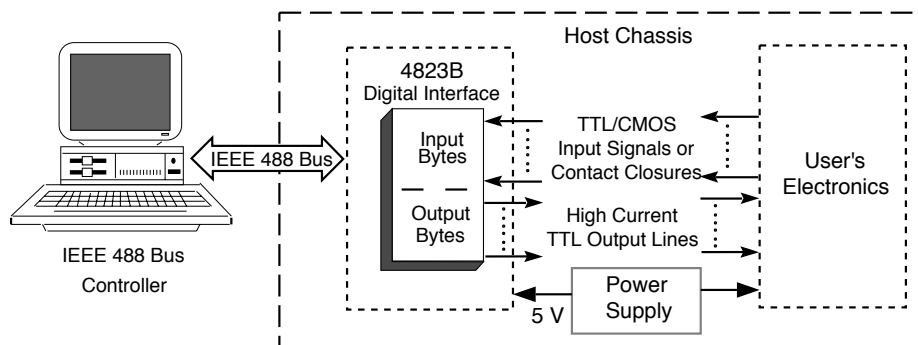 Host Chassis
4823B
Digital Interface
Input
Bytes
Output
Bytes
IEEE 488 Bus
TTL/CMOS
Input Signals or
Contact Closures
High Current
TTL Output Lines
User's
Electronics
Power
Supply
5 V
IEEE 488 Bus
Controller